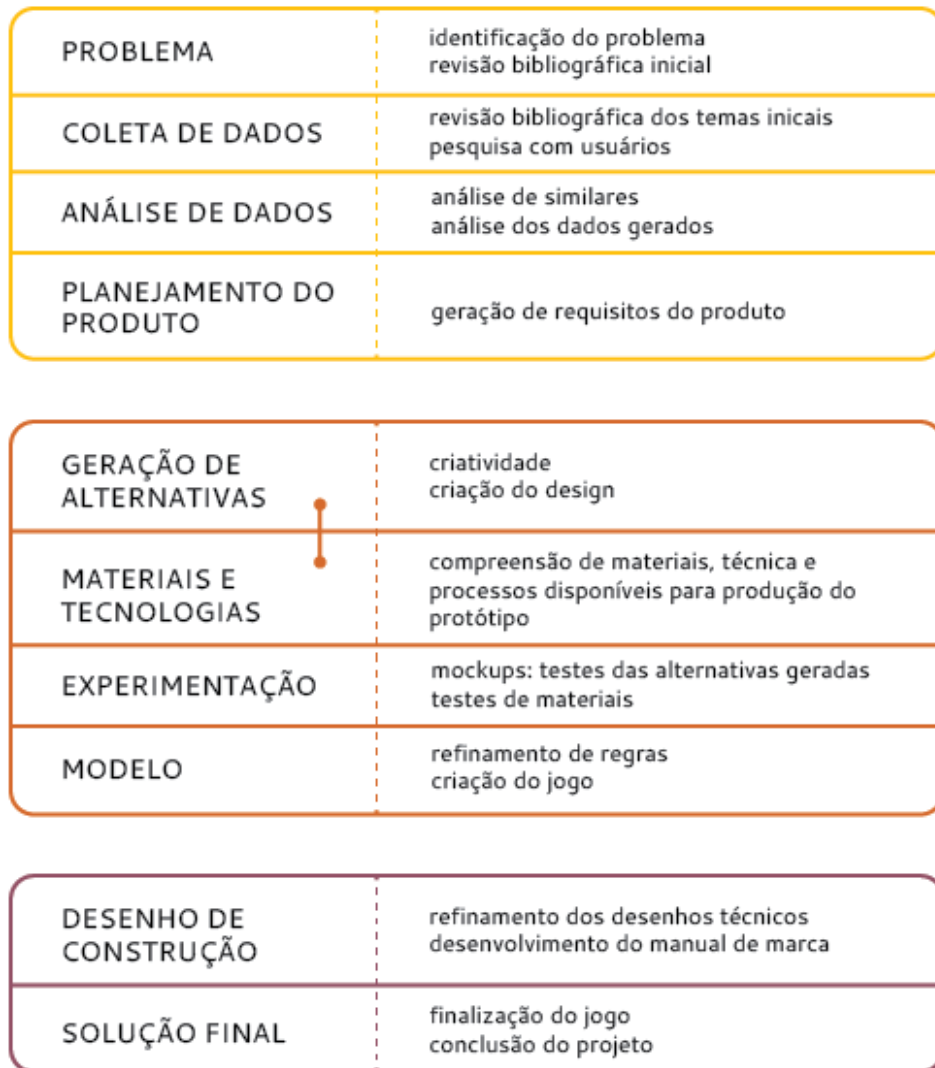 PROBLEMA
identificação do problema
revisão bibliográfica inicial
COLETA DE DADOS
revisão bibliográfica dos temas inicais
pesquisa com usuários
ANÁLISE DE DADOS
análise de similares
análise dos dados gerados
PLANEJAMENTO DO
PRODUTO
geração de requisitos do produto
GERAÇÃO DE
ALTERNATIVAS
criatividade
criação do design
MATERIAIS E
TECNOLOGIAS
compreensão de materiais, técnica e
processos disponíveis para produção do
protótipo
EXPERIMENTAÇÃO
mockups: testes das alternativas geradas
testes de materiais
MODELO
refinamento de regras
criação do jogo
DESENHO DE
CONSTRUÇÃO
refinamento dos desenhos técnicos
desenvolvimento do manual de marca
SOLUÇÃO FINAL
finalização do jogo
conclusão do projeto